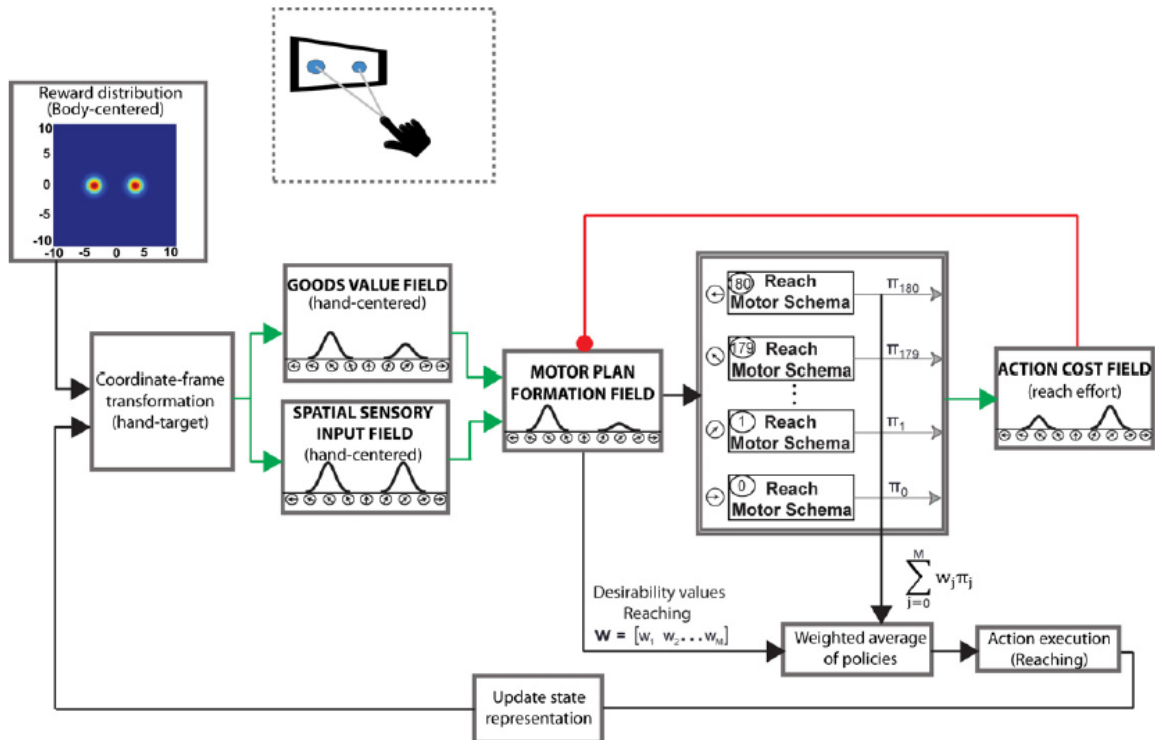 Reward distribution
(Body-centered)
10
5
0
-5
-10
-10 -5 0 5 10
Coordinate-frame
transformation
(hand-target)
GOODS VALUE FIELD
(hand-centered)
SPATIAL SENSORY
INPUT FIELD
(hand-centered)
MOTOR PLAN
FORMATION FIELD
80 Reach
Motor Schema
π180
179 Reach
Motor Schema
π179
1 Reach
Motor Schema
π1
0 Reach
Motor Schema
π0
ACTION COST FIELD
(reach effort)
M
∑ wjπj
j=0
Desirability values
Reaching
W = [w1 w2...wM]
Weighted average
of policies
Action execution
(Reaching)
Update state
representation